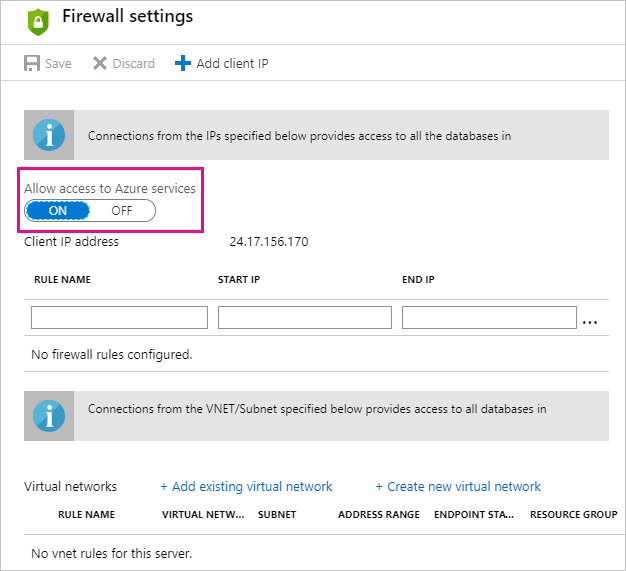 Firewall settings
Save Discard Add client IP
Connections from the IPs specified below provides access to all the databases in
Allow access to Azure services
ON OFF
Client IP address 24.17.156.170
RULE NAME START IP END IP
...
No firewall rules configured.
Connections from the VNET/Subnet specified below provides access to all databases in
Virtual networks + Add existing virtual network + Create new virtual network
RULE NAME VIRTUAL NETW... SUBNET ADDRESS RANGE ENDPOINT STA... RESOURCE GROUP
No vnet rules for this server.